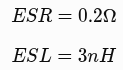 ESR = 0.2Ω
ESL = 3nH